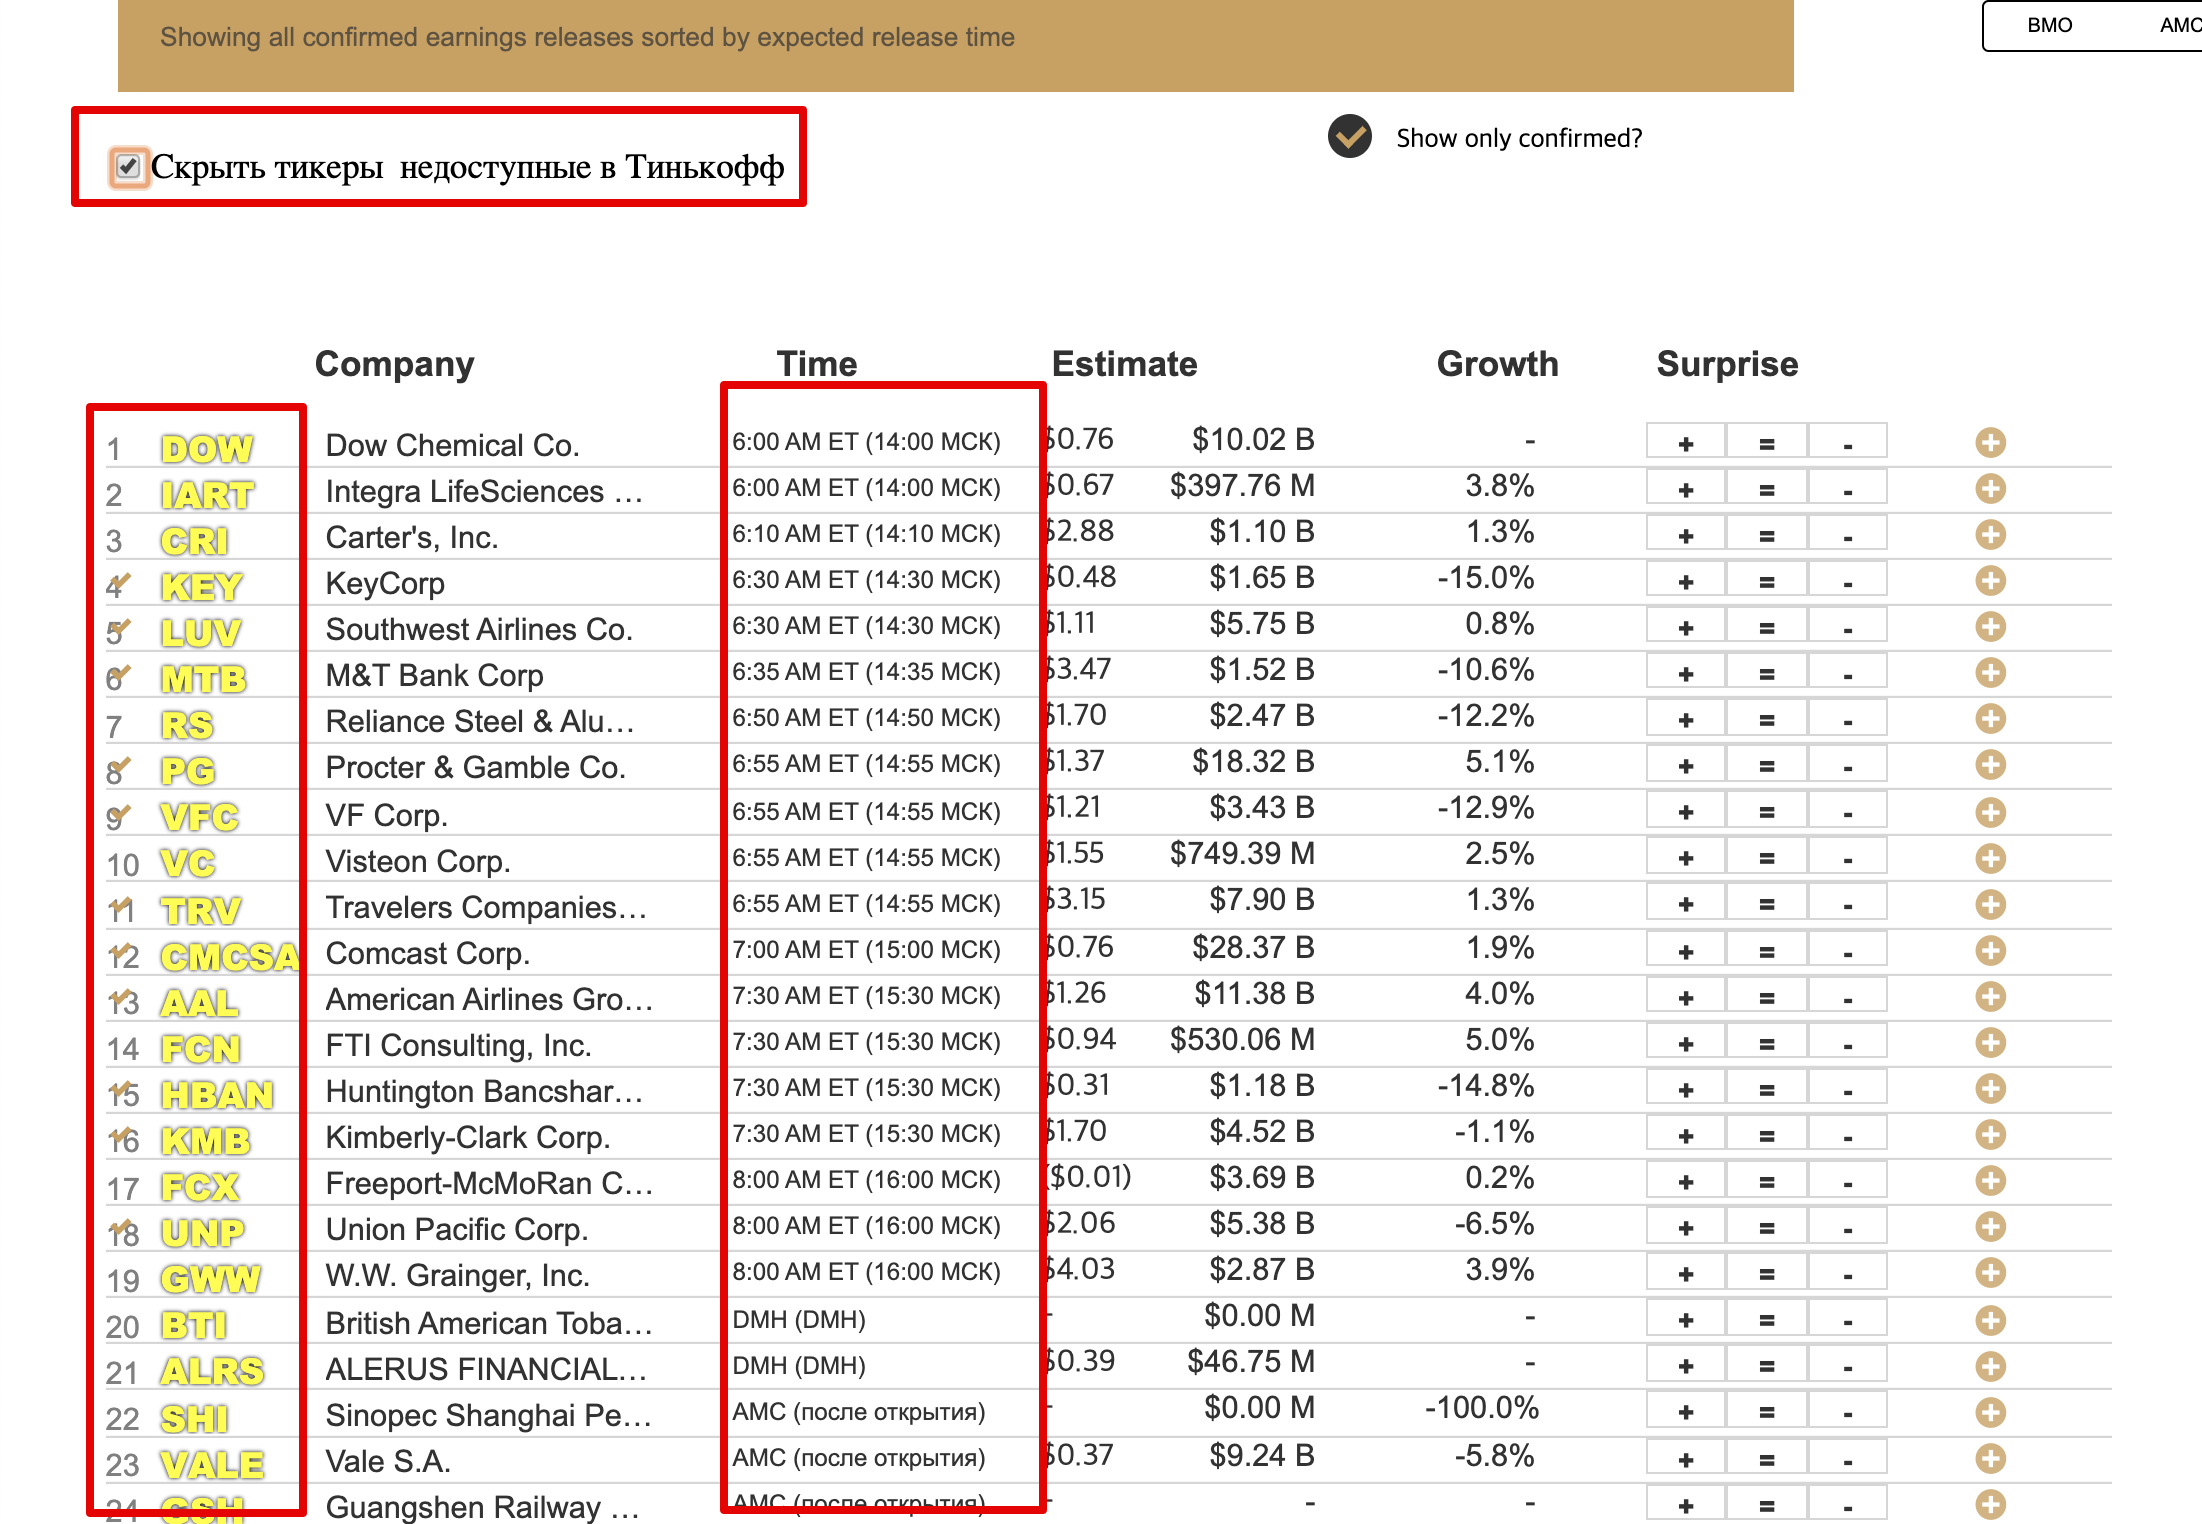 Showing all confirmed earnings releases sorted by expected release time
BMO
Скрыть тикеры недоступные в Тинькофф
Show only confirmed?
Company Time Estimate Growth Surprise
1 DOW Dow Chemical Co. 6:00 AM ET (14:00 МСК) $0.76 $10.02 B - + = -
2 IART Integra LifeSciences … 6:00 AM ET (14:00 МСК) $0.67 $397.76 M 3.8% + = -
3 CRI Carter's, Inc. 6:10 AM ET (14:10 МСК) $2.88 $1.10 B 1.3% + = -
4 KEY KeyCorp 6:30 AM ET (14:30 МСК) $0.48 $1.65 B -15.0% + = -
5 LUV Southwest Airlines Co. 6:30 AM ET (14:30 МСК) $1.11 $5.75 B 0.8% + = -
6 MTB M&T Bank Corp 6:35 AM ET (14:35 МСК) $3.47 $1.52 B -10.6% + = -
7 RS Reliance Steel & Alu… 6:50 AM ET (14:50 МСК) $1.70 $2.47 B -12.2% + = -
8 PG Procter & Gamble Co. 6:55 AM ET (14:55 МСК) $1.37 $18.32 B 5.1% + = -
9 VFC VF Corp. 6:55 AM ET (14:55 МСК) $1.21 $3.43 B -12.9% + = -
10 VC Visteon Corp. 6:55 AM ET (14:55 МСК) $1.55 $749.39 M 2.5% + = -
11 TRV Travelers Companies… 6:55 AM ET (14:55 МСК) $3.15 $7.90 B 1.3% + = -
12 CMCSA Comcast Corp. 7:00 AM ET (15:00 МСК) $0.76 $28.37 B 1.9% + = -
13 AAL American Airlines Gro… 7:30 AM ET (15:30 МСК) $1.26 $11.38 B 4.0% + = -
14 FCN FTI Consulting, Inc. 7:30 AM ET (15:30 МСК) $0.94 $530.06 M 5.0% + = -
15 HBAN Huntington Bancshar… 7:30 AM ET (15:30 МСК) $0.31 $1.18 B -14.8% + = -
16 KMB Kimberly-Clark Corp. 7:30 AM ET (15:30 МСК) $1.70 $4.52 B -1.1% + = -
17 FCX Freeport-McMoRan C… 8:00 AM ET (16:00 МСК) ($0.01) $3.69 B 0.2% + = -
18 UNP Union Pacific Corp. 8:00 AM ET (16:00 МСК) $2.06 $5.38 B -6.5% + = -
19 GWW W.W. Grainger, Inc. 8:00 AM ET (16:00 МСК) $4.03 $2.87 B 3.9% + = -
20 BTI British American Toba… DMH (DMH) - $0.00 M - + = -
21 ALRS ALERUS FINANCIAL… DMH (DMH) $0.39 $46.75 M - + = -
22 SHI Sinopec Shanghai Pe… AMC (после открытия) - $0.00 M -100.0% + = -
23 VALE Vale S.A. AMC (после открытия) $0.37 $9.24 B -5.8% + = -
24 GSH Guangshen Railway … AMC (после открытия) - - - + = -